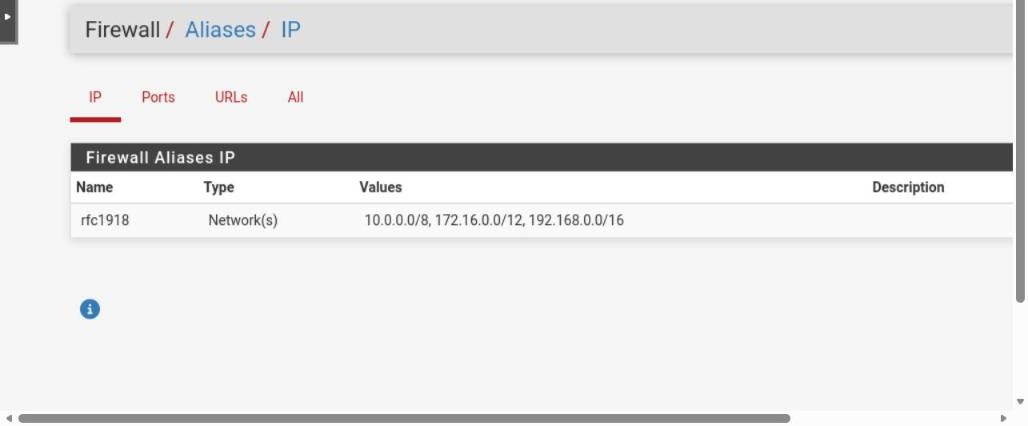 Firewall / Aliases / IP
IP Ports URLs All
Firewall Aliases IP
Name Type Values Description
rfc1918 Network(s) 10.0.0.0/8, 172.16.0.0/12, 192.168.0.0/16